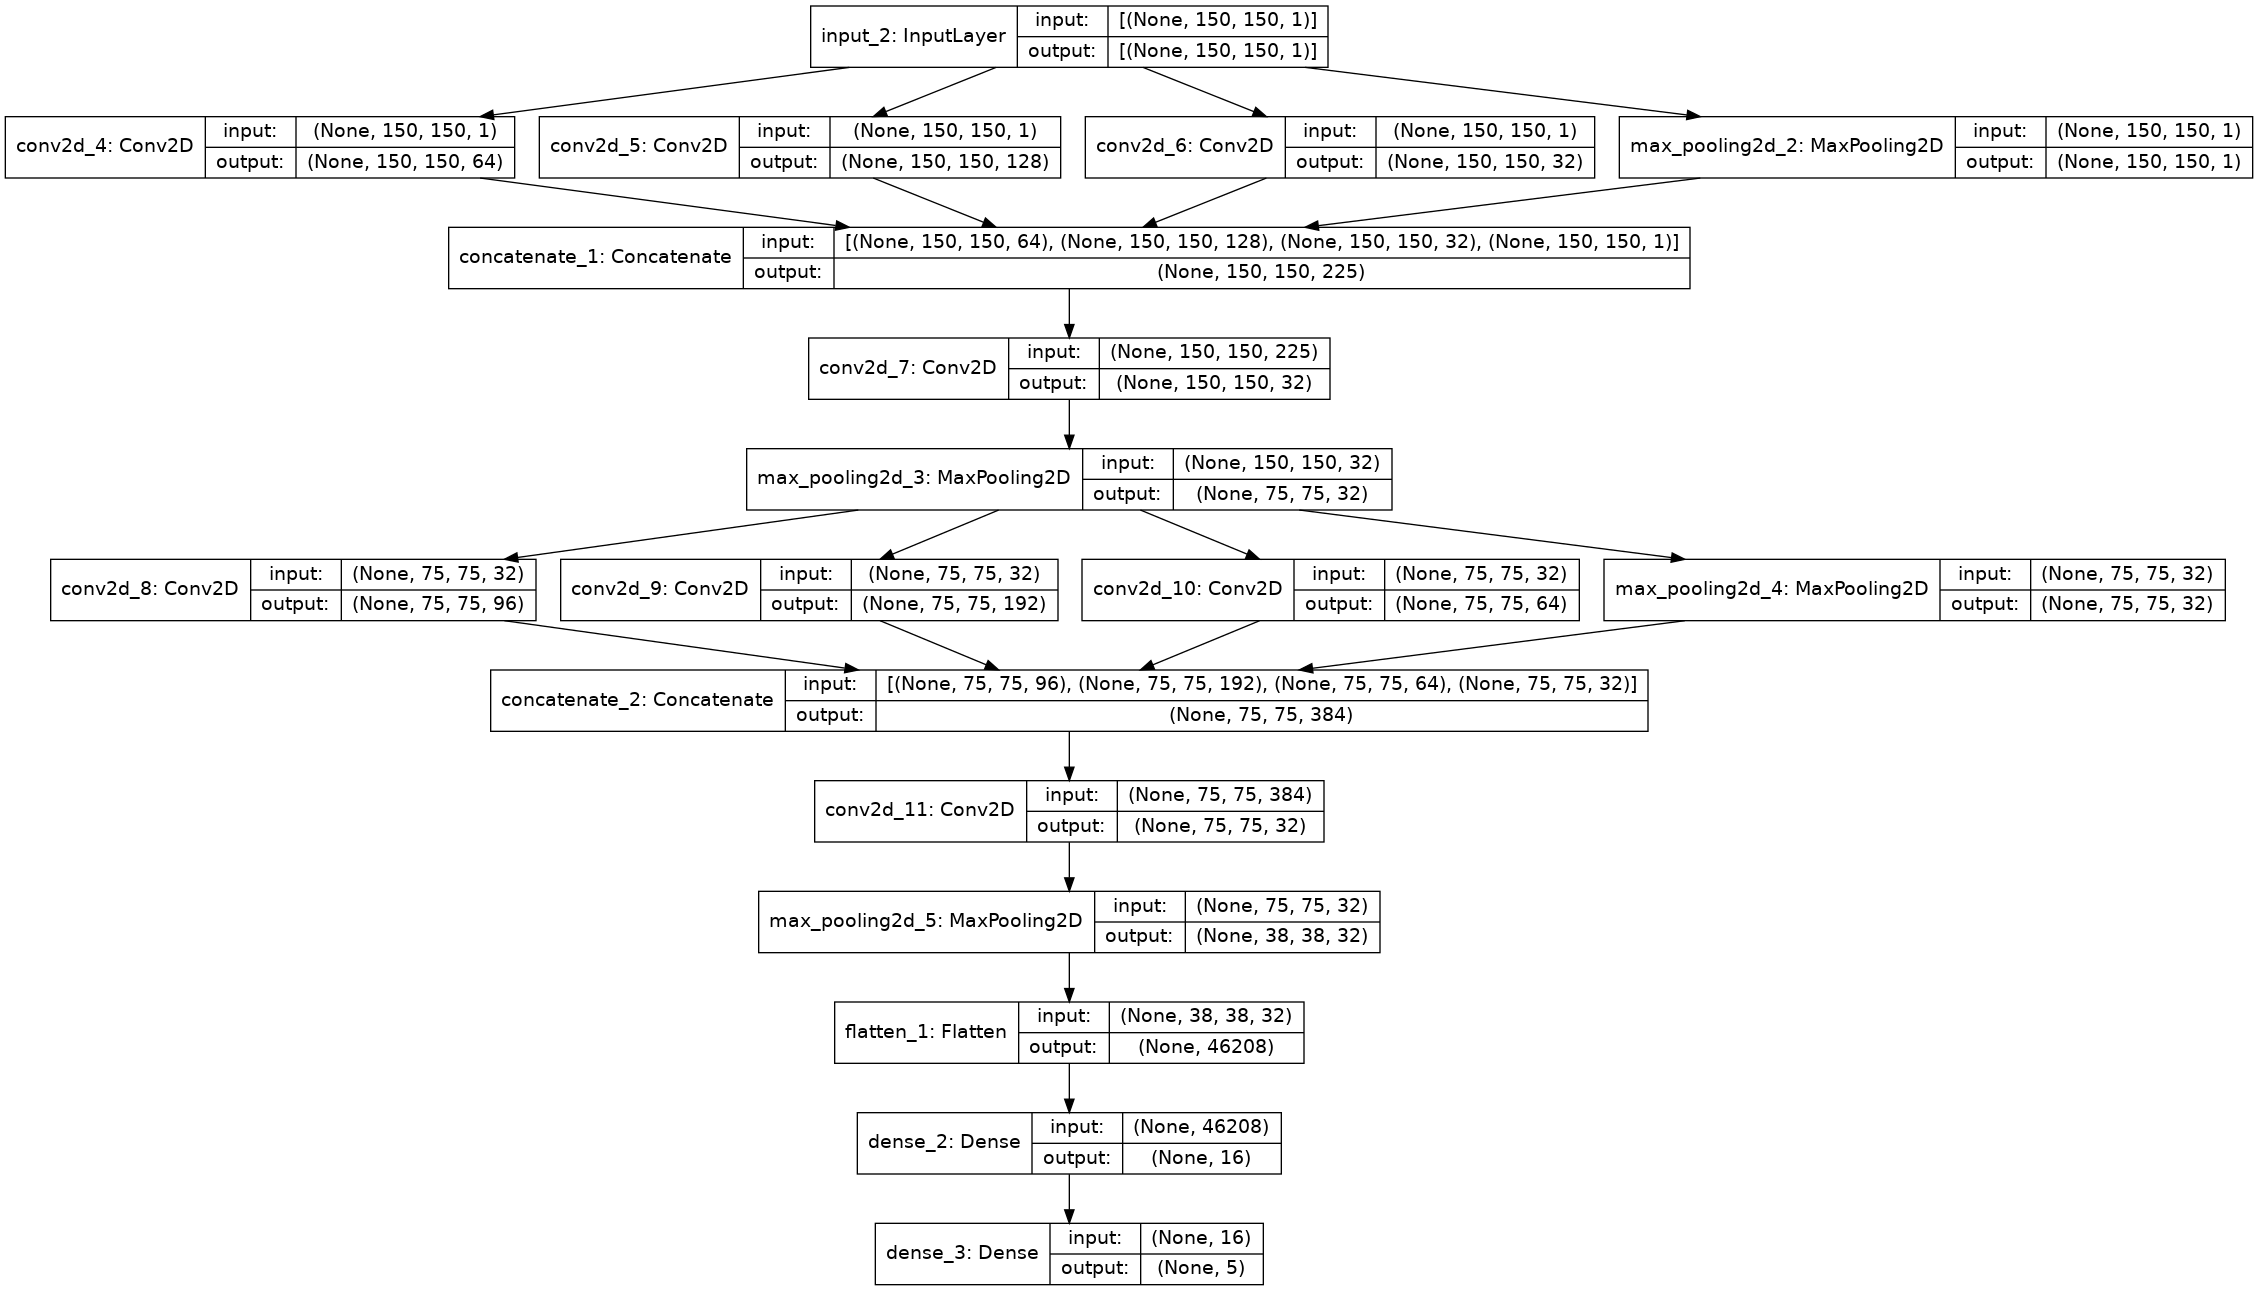 input_2: InputLayer
input: [(None, 150, 150, 1)]
output: [(None, 150, 150, 1)]
conv2d_4: Conv2D
input: (None, 150, 150, 1)
output: (None, 150, 150, 64)
conv2d_5: Conv2D
input: (None, 150, 150, 1)
output: (None, 150, 150, 128)
conv2d_6: Conv2D
input: (None, 150, 150, 1)
output: (None, 150, 150, 32)
max_pooling2d_2: MaxPooling2D
input: (None, 150, 150, 1)
output: (None, 150, 150, 1)
concatenate_1: Concatenate
input: [(None, 150, 150, 64), (None, 150, 150, 128), (None, 150, 150, 32), (None, 150, 150, 1)]
output: (None, 150, 150, 225)
conv2d_7: Conv2D
input: (None, 150, 150, 225)
output: (None, 150, 150, 32)
max_pooling2d_3: MaxPooling2D
input: (None, 150, 150, 32)
output: (None, 75, 75, 32)
conv2d_8: Conv2D
input: (None, 75, 75, 32)
output: (None, 75, 75, 96)
conv2d_9: Conv2D
input: (None, 75, 75, 32)
output: (None, 75, 75, 192)
conv2d_10: Conv2D
input: (None, 75, 75, 32)
output: (None, 75, 75, 64)
max_pooling2d_4: MaxPooling2D
input: (None, 75, 75, 32)
output: (None, 75, 75, 32)
concatenate_2: Concatenate
input: [(None, 75, 75, 96), (None, 75, 75, 192), (None, 75, 75, 64), (None, 75, 75, 32)]
output: (None, 75, 75, 384)
conv2d_11: Conv2D
input: (None, 75, 75, 384)
output: (None, 75, 75, 32)
max_pooling2d_5: MaxPooling2D
input: (None, 75, 75, 32)
output: (None, 38, 38, 32)
flatten_1: Flatten
input: (None, 38, 38, 32)
output: (None, 46208)
dense_2: Dense
input: (None, 46208)
output: (None, 16)
dense_3: Dense
input: (None, 16)
output: (None, 5)